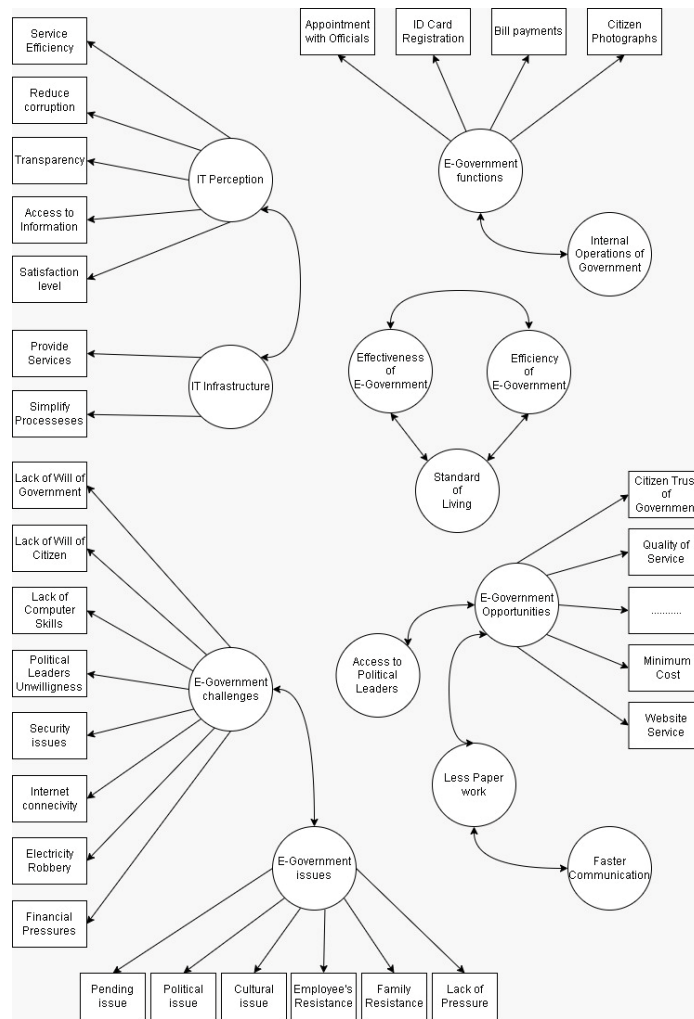 Service
Efficiency
Appointment
with Officials
ID Card
Registration
Bill payments
Citizen
Photographs
Reduce
corruption
Transparency
IT Perception
E-Government
functions
Access to
Information
Internal
Operations of
Government
Satisfaction
level
Provide
Services
IT Infrastructure
Effectiveness
of
E-Government
Efficiency
of
E-Government
Simplify
Processeses
Lack of Will of
Government
Standard
of
Living
Citizen Trust
of
Government
Lack of Will of
Citizen
Quality of
Service
Lack of
Computer
Skills
E-Government
Opportunities
...........
Political
Leaders
Unwilligness
E-Government
challenges
Access to
Political
Leaders
Minimum
Cost
Security
issues
Website
Service
Internet
connecivity
Less Paper
work
Electricity
Robbery
E-Government
issues
Faster
Communication
Financial
Pressures
Pending
issue
Political
issue
Cultural
issue
Employee's
Resistance
Family
Resistance
Lack of
Pressure